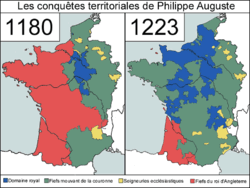 Les conquêtes territoriales de Philippe Auguste
1180
1223
Domaine royal
Fiefs mouvant de la couronne
Seigneuries ecclésiastiques
Fiefs du roi d'Angleterre